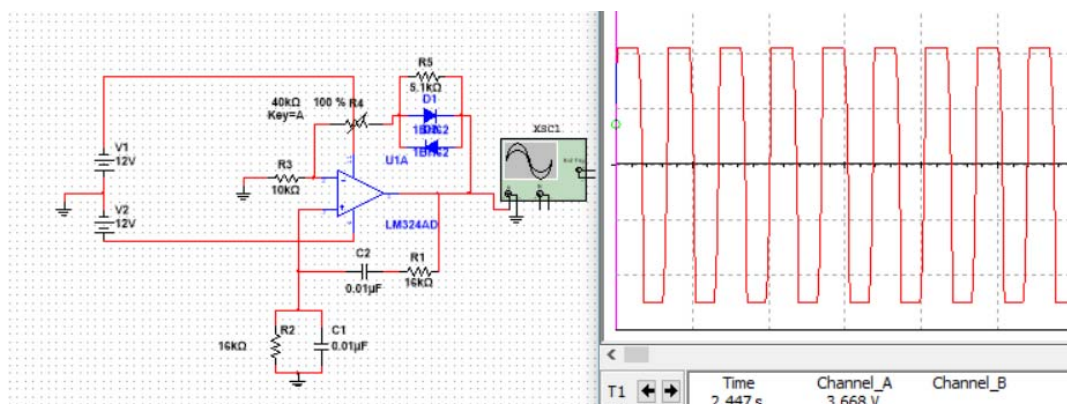 R5
5.1kΩ
40kΩ 100 % R4
Key=A
D1
V1
12V
U1A
XSC1
R3
10kΩ
V2
12V
LM324AD
C2
R1
0.01µF
16kΩ
R2
C1
16kΩ
0.01µF
T1
Time Channel_A Channel_B
2.447 s 3.668 V